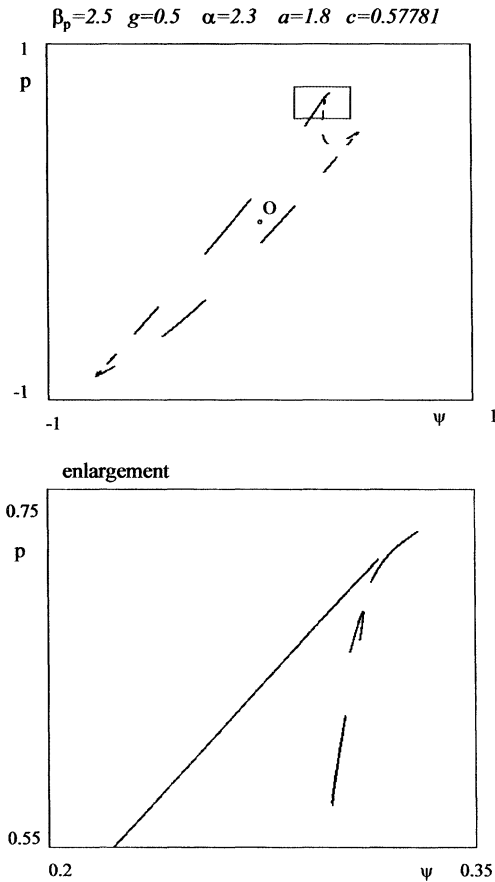 βp=2.5 g=0.5 α=2.3 a=1.8 c=0.57781
1
p
O
-1
-1
ψ
1
enlargement
0.75
p
0.55
0.2
ψ
0.35